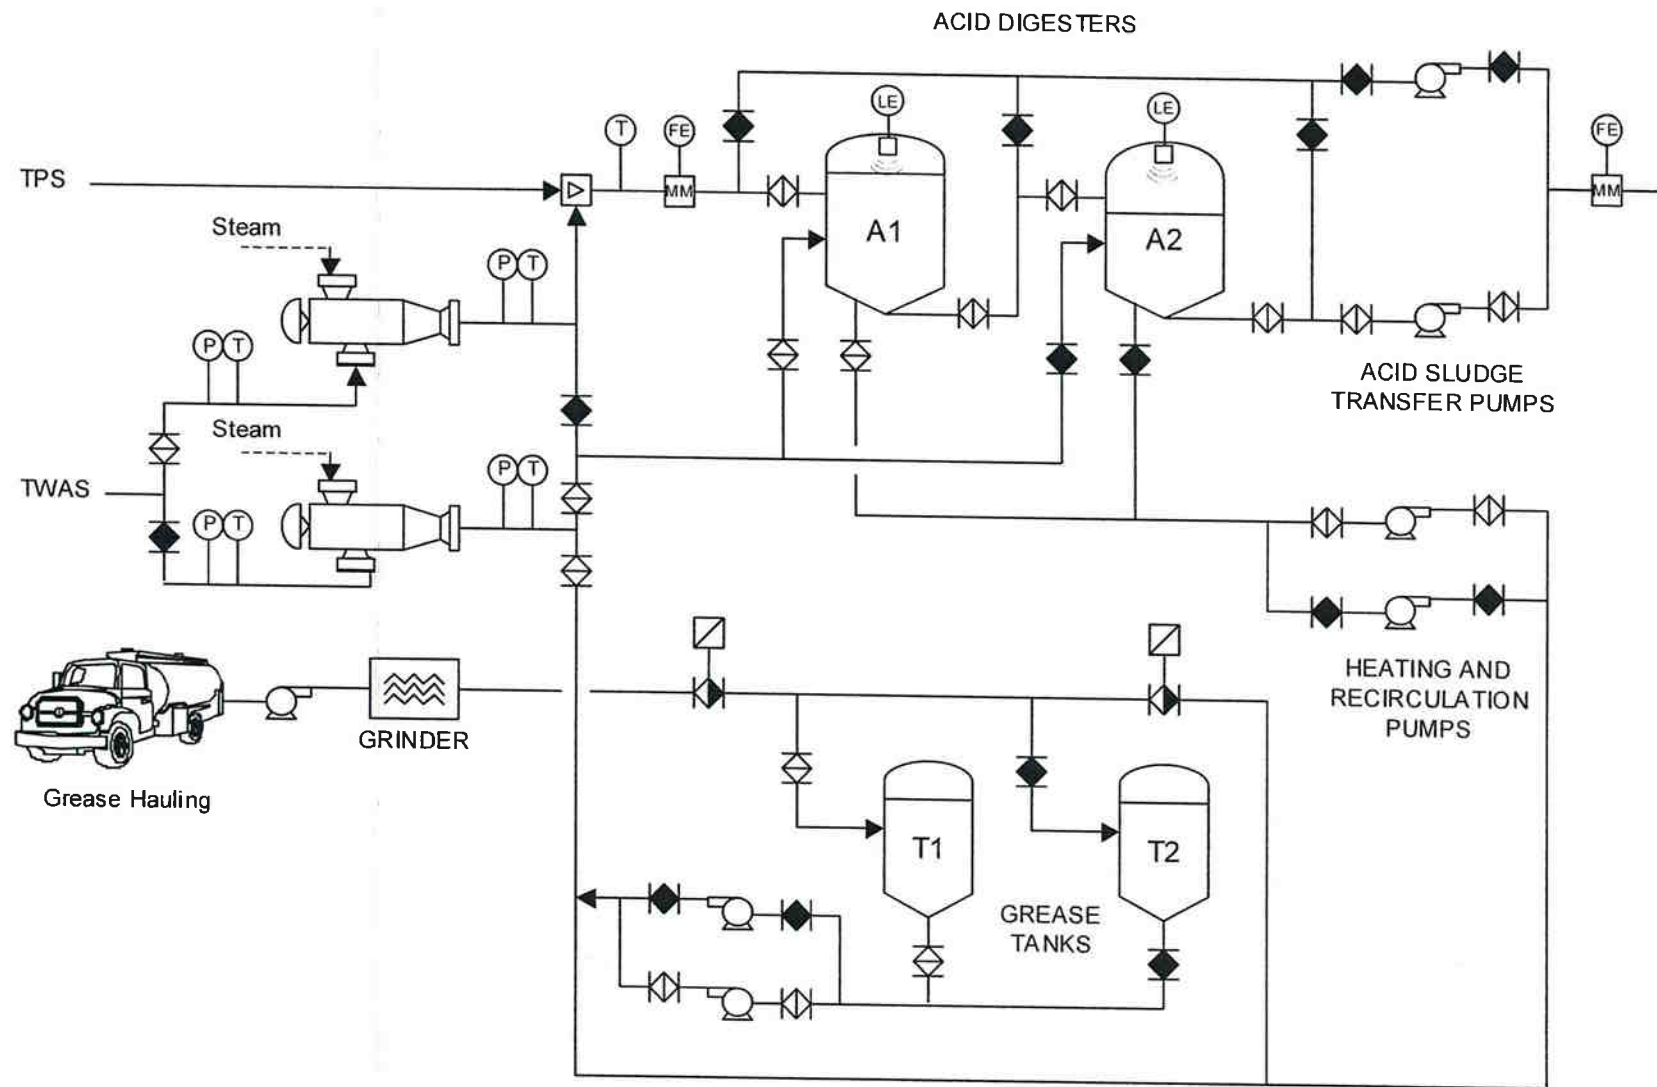 ACID DIGESTERS
LE
LE
T
FE
FE
TPS
MM
MM
Steam
A1
A2
P T
P T
ACID SLUDGE
TRANSFER PUMPS
Steam
P T
TWAS
P T
HEATING AND
RECIRCULATION
PUMPS
GRINDER
Grease Hauling
T1
T2
GREASE
TANKS